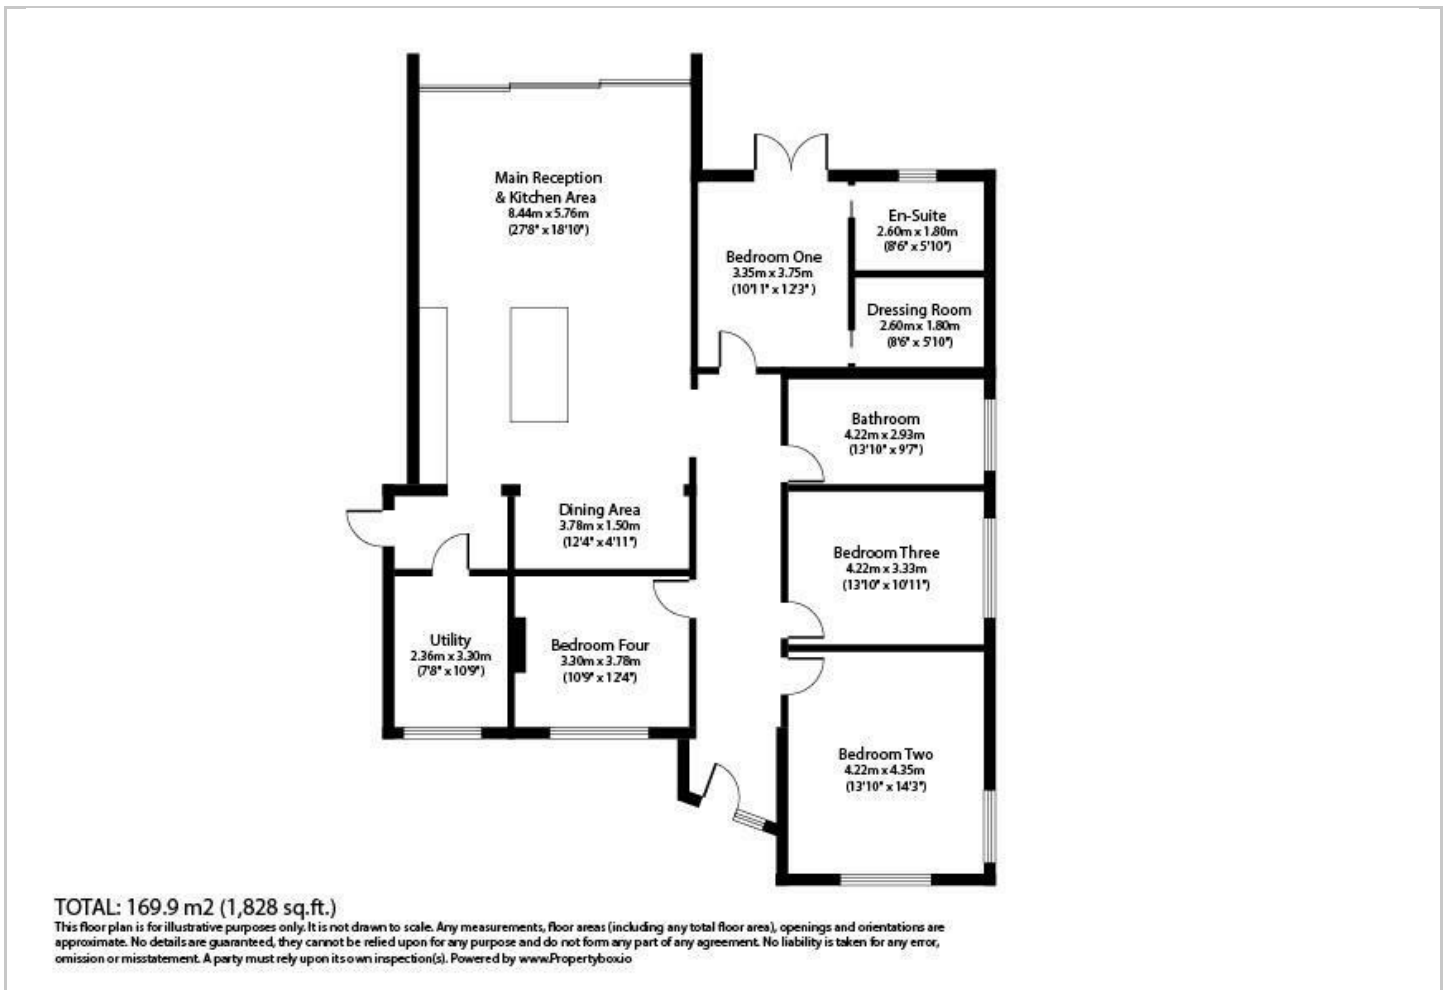 Main Reception
& Kitchen Area
8.44m x 5.76m
(27'8" x 18'10")
En-Suite
2.60m x 1.80m
(8'6" x 5'10")
Bedroom One
3.35m x 3.75m
(10'11" x 12'3" )
Dressing Room
2.60m x 1.80m
(8'6" x 5'10")
Bathroom
4.22m x 2.93m
(13'10" x 9'7")
Dining Area
3.78m x 1.50m
(12'4" x 4'11")
Bedroom Three
4.22m x 3.33m
(13'10" x 10'11")
Utility
2.36m x 3.30m
(7'8" x 10'9")
Bedroom Four
3.30m x 3.78m
(10'9" x 12'4")
Bedroom Two
4.22m x 4.35m
(13'10" x 14'3")
TOTAL: 169.9 m2 (1,828 sq.ft.)
This floor plan is for illustrative purposes only. It is not drawn to scale. Any measurements, floor areas (including any total floor area), openings and orientations are
approximate. No details are guaranteed, they cannot be relied upon for any purpose and do not form any part of any agreement. No liability is taken for any error,
omission or misstatement. A party must rely upon its own inspection(s). Powered by www.Propertybox.io